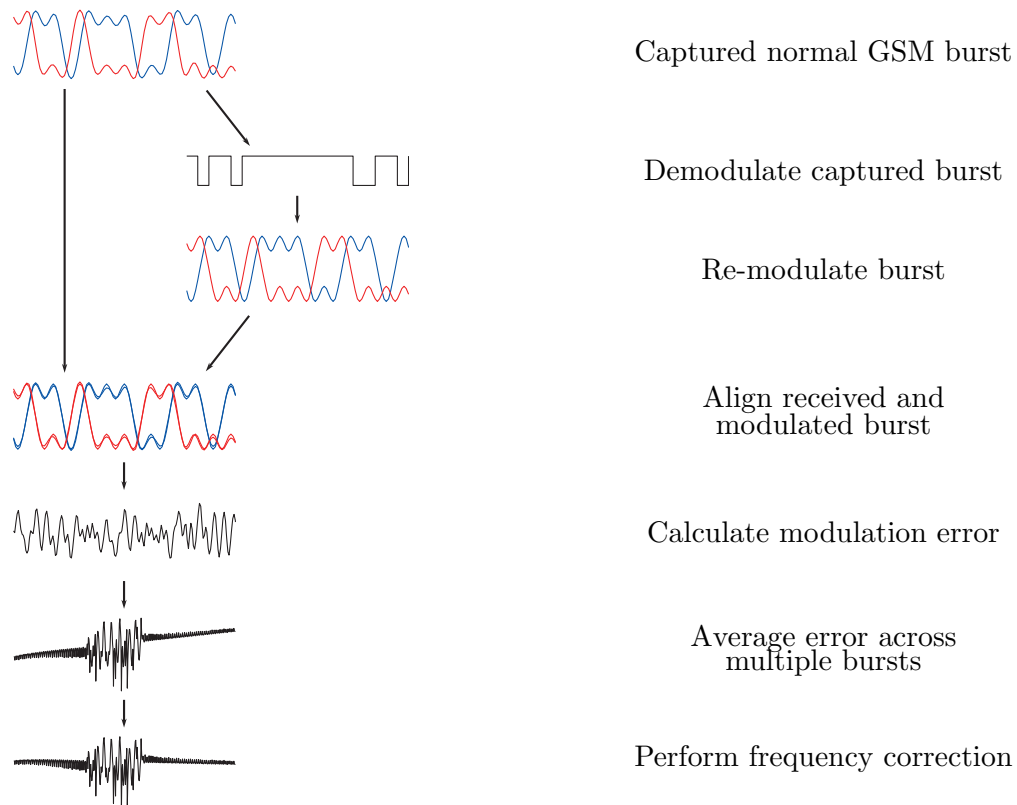 Captured normal GSM burst
Demodulate captured burst
Re-modulate burst
Align received and
modulated burst
Calculate modulation error
Average error across
multiple bursts
Perform frequency correction